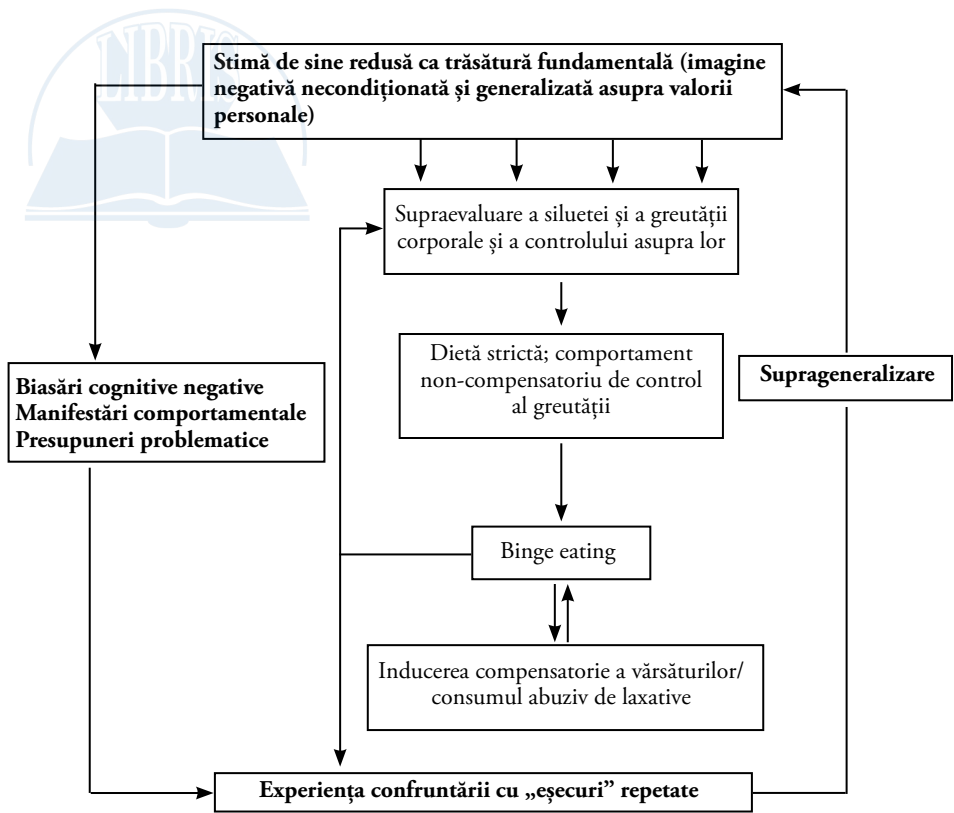 LIBRIS
Stimă de sine redusă ca trăsătură fundamentală (imagine
negativă necondiționată și generalizată asupra valorii
personale)
Supraevaluare a siluetei și a greutății
corporale și a controlului asupra lor
Dietă strictă; comportament
non-compensatoriu de control
al greutății
Suprageneralizare
Biasări cognitive negative
Manifestări comportamentale
Presupuneri problematice
Binge eating
Inducerea compensatorie a vărsăturilor/
consumul abuziv de laxative
Experiența confruntării cu „eșecuri” repetate